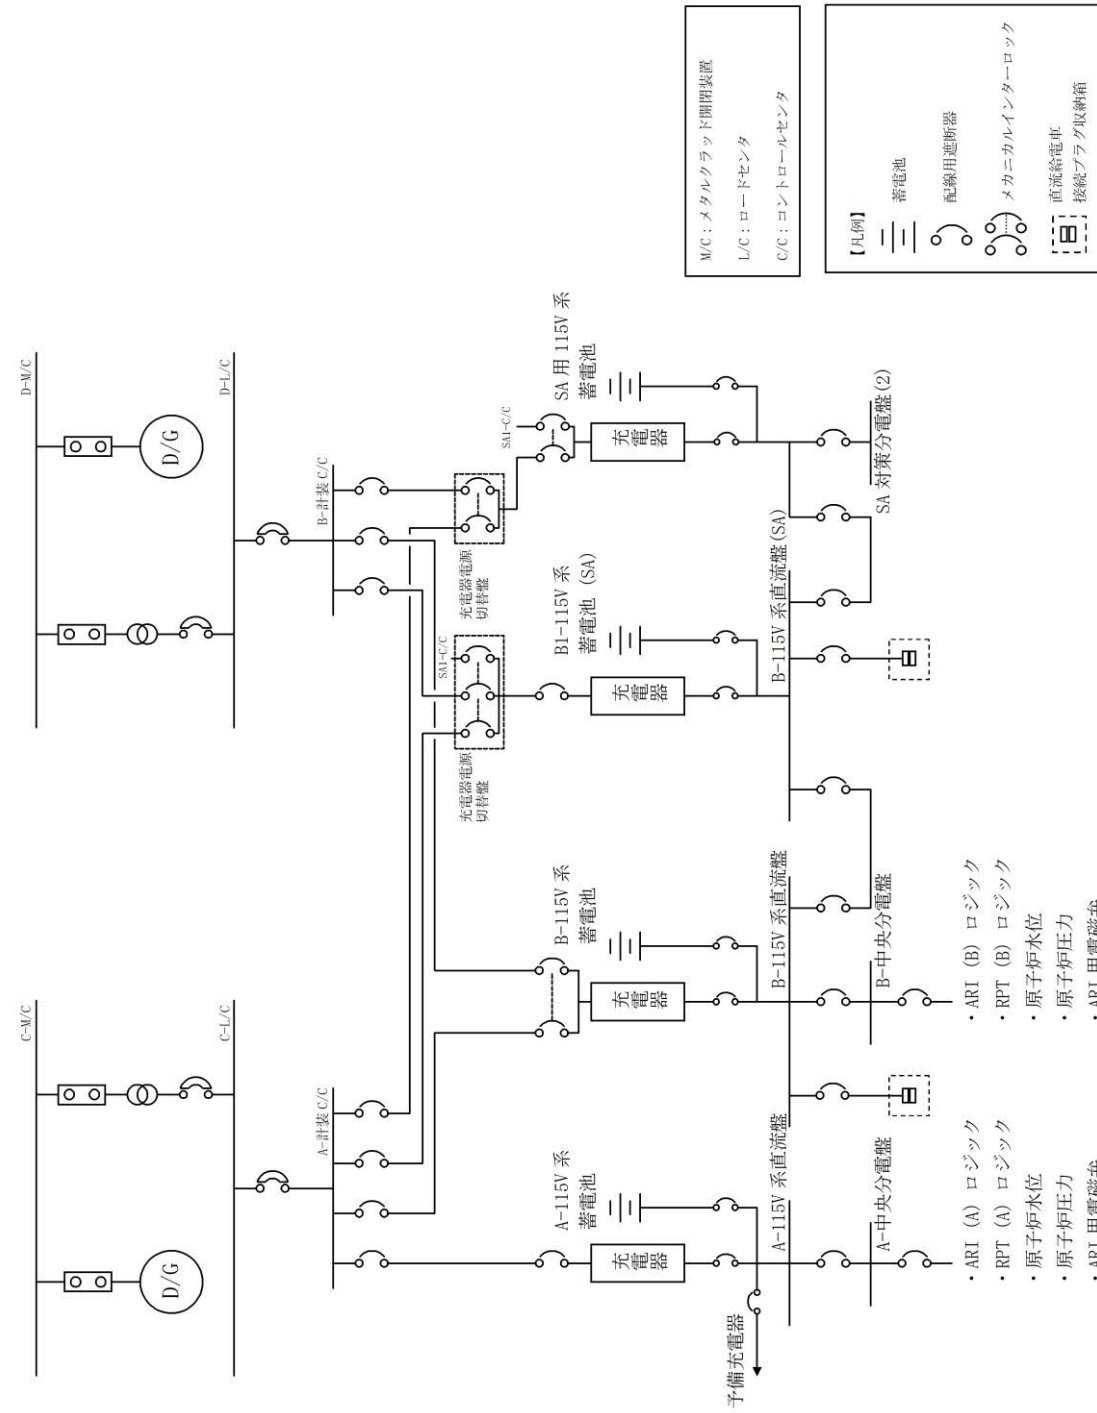 C-M/C
D-M/C
D/G
D/G
C-L/C
D-L/C
A-計装 C/C
B-計装 C/C
充電器電源
切替盤
SA1-C/C
充電器電源
切替盤
SA1-C/C
A-115V 系
蓄電池
B-115V 系
蓄電池
B1-115V 系
蓄電池 (SA)
SA 用 115V 系
蓄電池
充電器
充電器
充電器
充電器
予備充電器
A-115V 系直流盤
B-115V 系直流盤
B-115V 系直流盤(SA)
SA 対策分電盤(2)
A-中央分電盤
B-中央分電盤
・ARI (A) ロジック
・RPT (A) ロジック
・原子炉水位
・原子炉圧力
・ARI 用電磁弁
・ARI (B) ロジック
・RPT (B) ロジック
・原子炉水位
・原子炉圧力
・ARI 用電磁弁
M/C：メタルクラッド開閉装置
L/C：ロードセンタ
C/C：コントロールセンタ
【凡例】
蓄電池
配線用遮断器
メカニカルインターロック
直流給電車
接続プラグ収納箱